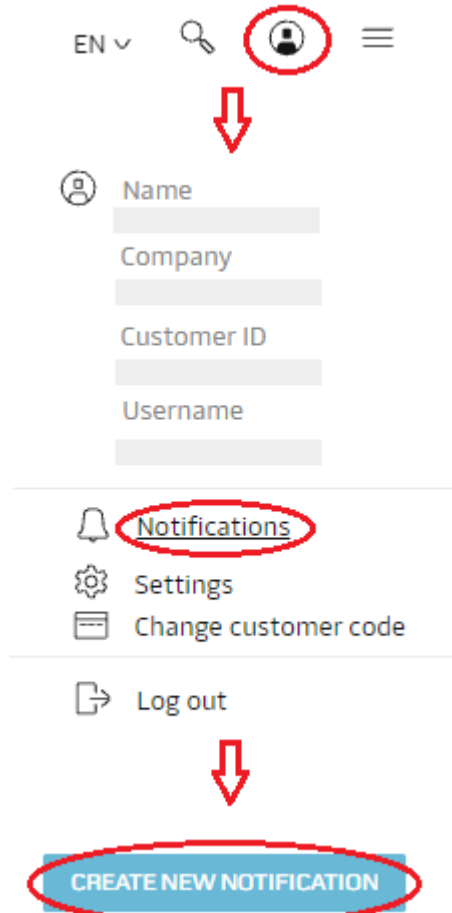 EN
Name
Company
Customer ID
Username
Notifications
Settings
Change customer code
Log out
CREATE NEW NOTIFICATION